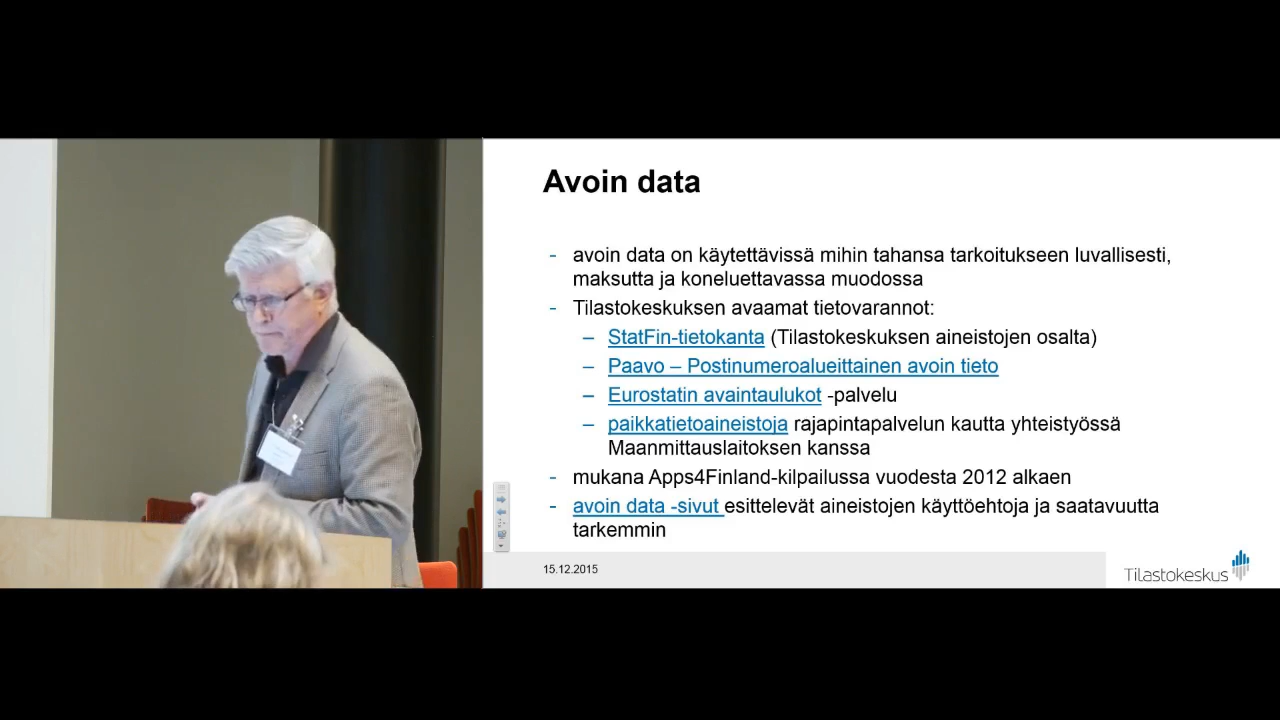 Avoin data
- avoin data on käytettävissä mihin tahansa tarkoitukseen luvallisesti,
maksutta ja koneluettavassa muodossa
- Tilastokeskuksen avaamat tietovarannot:
– StatFin-tietokanta (Tilastokeskuksen aineistojen osalta)
– Paavo – Postinumeroalueittainen avoin tieto
– Eurostatin avaintaulukot -palvelu
– paikkatietoaineistoja rajapintapalvelun kautta yhteistyössä
Maanmittauslaitoksen kanssa
- mukana Apps4Finland-kilpailussa vuodesta 2012 alkaen
- avoin data -sivut esittelevät aineistojen käyttöehtoja ja saatavuutta
tarkemmin
15.12.2015
Tilastokeskus